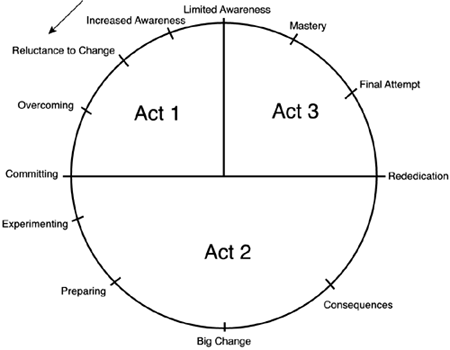 Limited Awareness
Increased Awareness
Mastery
Reluctance to Change
Final Attempt
Overcoming
Act 1
Act 3
Committing
Rededication
Experimenting
Act 2
Preparing
Consequences
Big Change